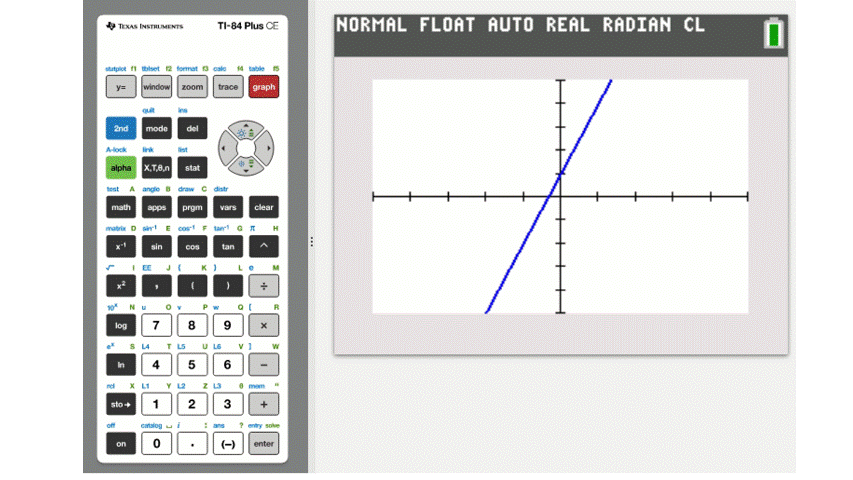 TEXAS INSTRUMENTS TI-84 Plus CE
NORMAL FLOAT AUTO REAL RADIAN CL
statplot f1 tblset f2 format f3 calc f4 table f5
y= window zoom trace graph
quit ins
2nd mode del
A-lock link list
alpha X,T,θ,n stat
test A angle B draw C distr
math apps prgm vars clear
matrix D sin⁻¹ E cos⁻¹ F tan⁻¹ G π H
x⁻¹ sin cos tan ^
√ I EE J { K } L e M
x² , ( ) ÷
10ˣ N u O v P w Q [ R
log 7 8 9 ×
eˣ S L4 T L5 U L6 V ] W
ln 4 5 6 −
rcl X L1 Y L2 Z L3 θ mem "
sto→ 1 2 3 +
off catalog ⎵ i : ans ? entry solve
on 0 . (−) enter